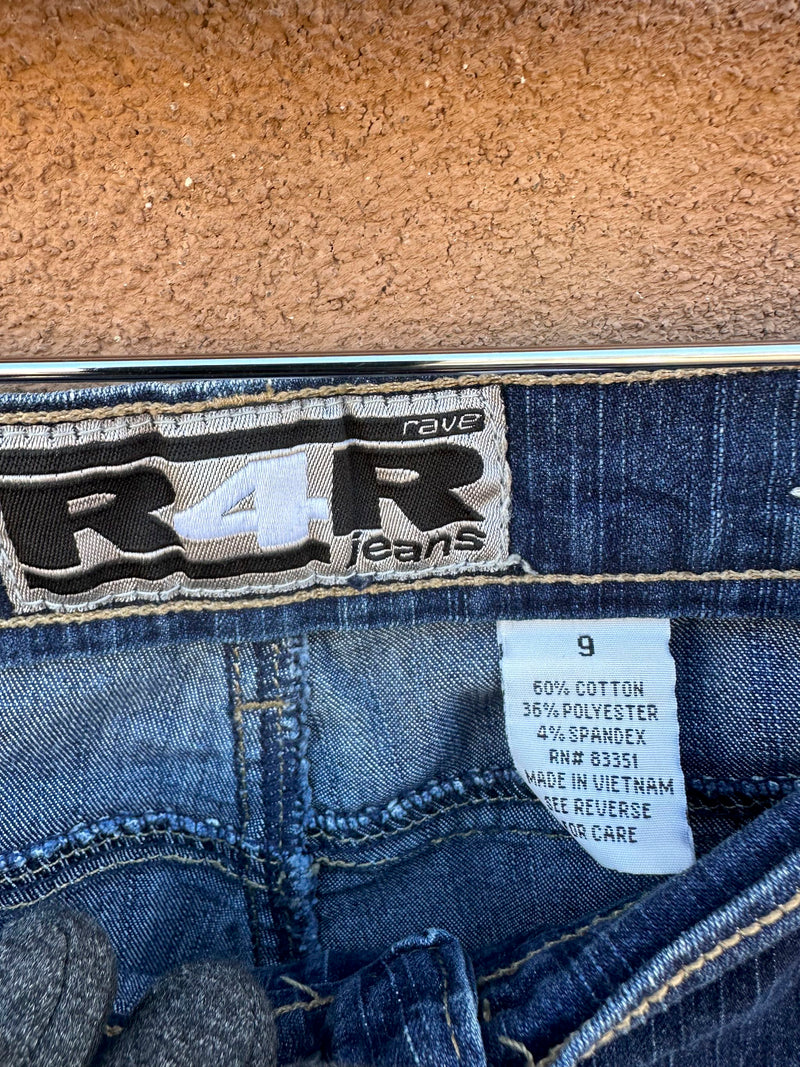 rave
R4R
jeans
9
60% COTTON
36% POLYESTER
4% SPANDEX
RN# 83351
MADE IN VIETNAM
SEE REVERSE
FOR CARE